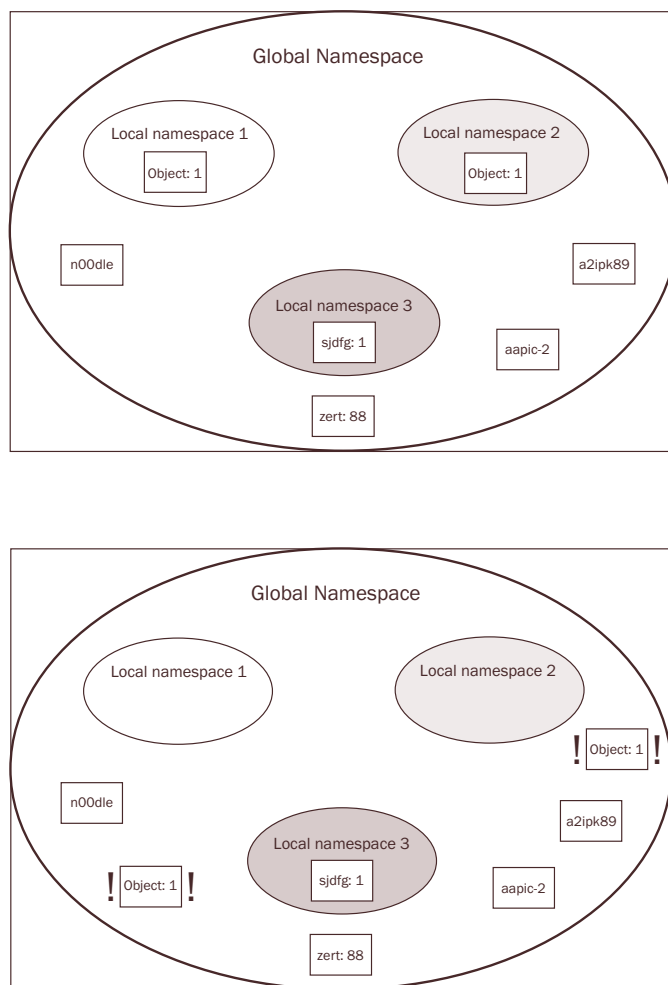 Global Namespace
Local namespace 1
Local namespace 2
Object: 1
Object: 1
n00dle
a2ipk89
Local namespace 3
sjdfg: 1
aapic-2
zert: 88
Global Namespace
Local namespace 1
Local namespace 2
! Object: 1 !
n00dle
a2ipk89
Local namespace 3
sjdfg: 1
! Object: 1 !
aapic-2
zert: 88